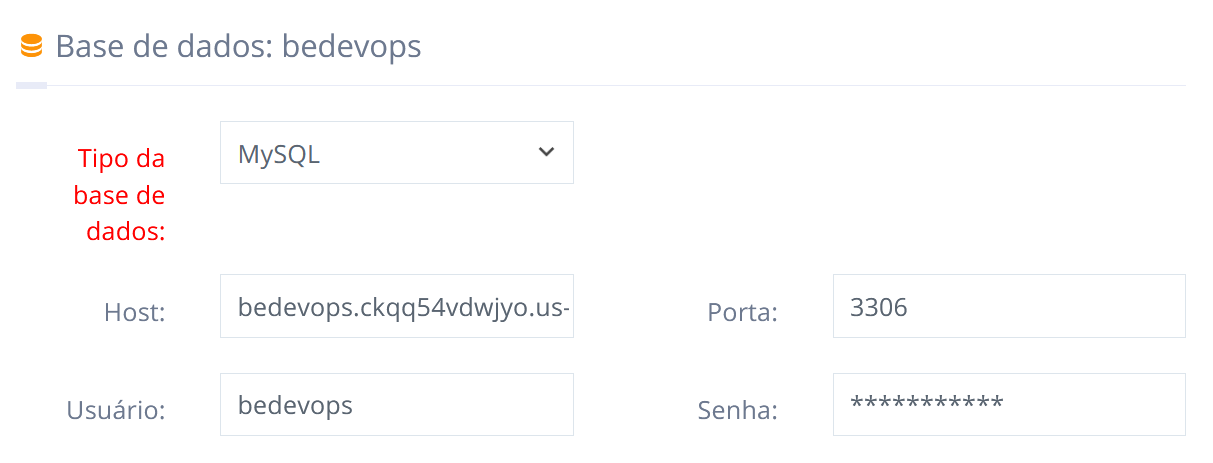 Base de dados: bedevops
Tipo da
base de
dados:
MySQL
Host:
bedevops.ckqq54vdwjyo.us-
Porta:
3306
Usuário:
bedevops
Senha:
***********